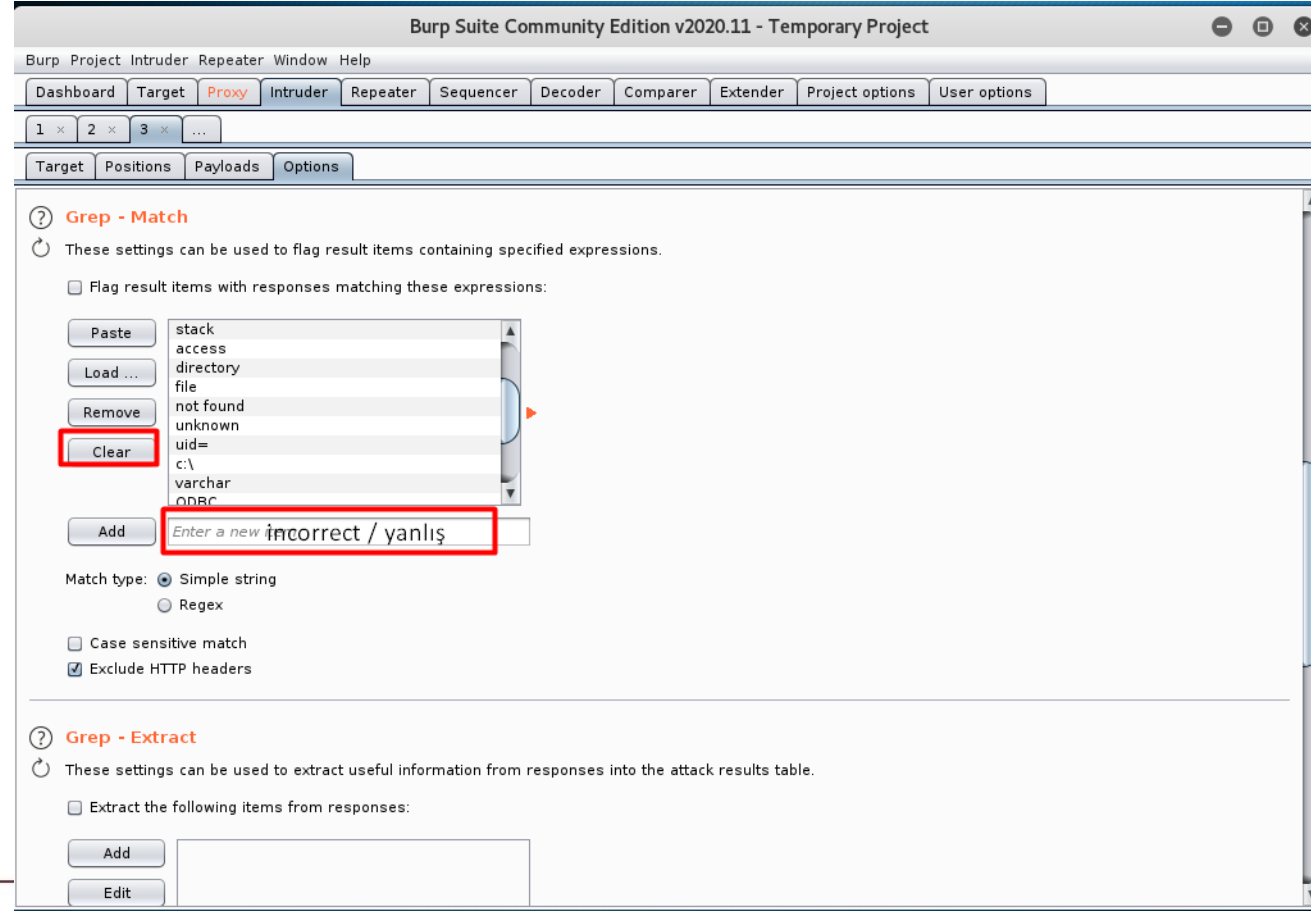 Burp Suite Community Edition v2020.11 - Temporary Project
Burp Project Intruder Repeater Window Help
Dashboard Target Proxy Intruder Repeater Sequencer Decoder Comparer Extender Project options User options
1 × 2 × 3 × ...
Target Positions Payloads Options
? Grep - Match
These settings can be used to flag result items containing specified expressions.
Flag result items with responses matching these expressions:
Paste
Load ...
Remove
Clear
stack
access
directory
file
not found
unknown
uid=
c:\
varchar
ODBC
Add
Enter a new
incorrect / yanlış
Match type: Simple string
Regex
Case sensitive match
Exclude HTTP headers
? Grep - Extract
These settings can be used to extract useful information from responses into the attack results table.
Extract the following items from responses:
Add
Edit